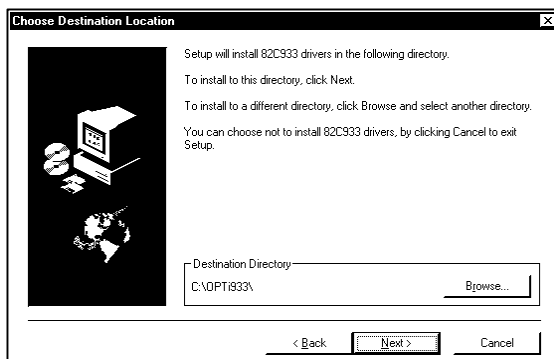 Choose Destination Location
Setup will install 82C933 drivers in the following directory.
To install to this directory, click Next.
To install to a different directory, click Browse and select another directory.
You can choose not to install 82C933 drivers, by clicking Cancel to exit
Setup.
Destination Directory
C:\OPTi933\
Browse...
< Back
Next >
Cancel